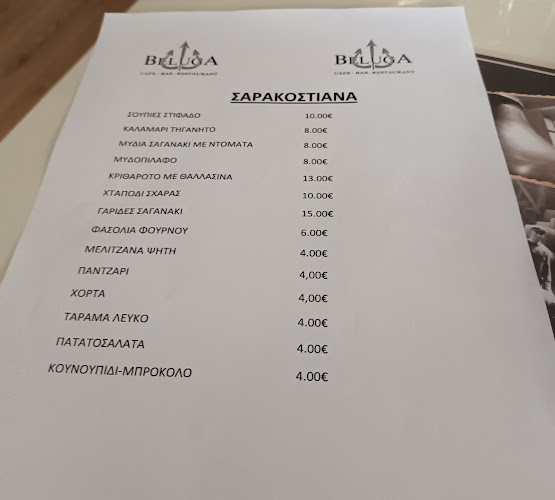 BELUGA BELUGA
CAFE - BAR - RESTAURANT CAFE - BAR - RESTAURANT
ΣΑΡΑΚΟΣΤΙΑΝΑ
ΣΟΥΠΙΕΣ ΣΤΙΦΑΔΟ 10.00€
ΚΑΛΑΜΑΡΙ ΤΗΓΑΝΗΤΟ 8.00€
ΜΥΔΙΑ ΣΑΓΑΝΑΚΙ ΜΕ ΝΤΟΜΑΤΑ 8.00€
ΜΥΔΟΠΙΛΑΦΟ 8.00€
ΚΡΙΘΑΡΟΤΟ ΜΕ ΘΑΛΛΑΣΙΝΑ 13.00€
ΧΤΑΠΟΔΙ ΣΧΑΡΑΣ 10.00€
ΓΑΡΙΔΕΣ ΣΑΓΑΝΑΚΙ 15.00€
ΦΑΣΟΛΙΑ ΦΟΥΡΝΟΥ 6.00€
ΜΕΛΙΤΖΑΝΑ ΨΗΤΗ 4.00€
ΠΑΝΤΖΑΡΙ 4,00€
ΧΟΡΤΑ 4,00€
ΤΑΡΑΜΑ ΛΕΥΚΟ 4.00€
ΠΑΤΑΤΟΣΑΛΑΤΑ 4.00€
ΚΟΥΝΟΥΠΙΔΙ-ΜΠΡΟΚΟΛΟ 4.00€